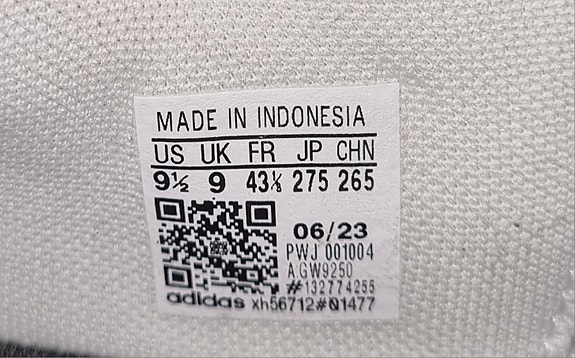 MADE IN INDONESIA
US UK FR JP CHN
9½ 9 43⅓ 275 265
06/23
PWJ 001004
A:GW9250
#132774255
adidas xh56712#01477